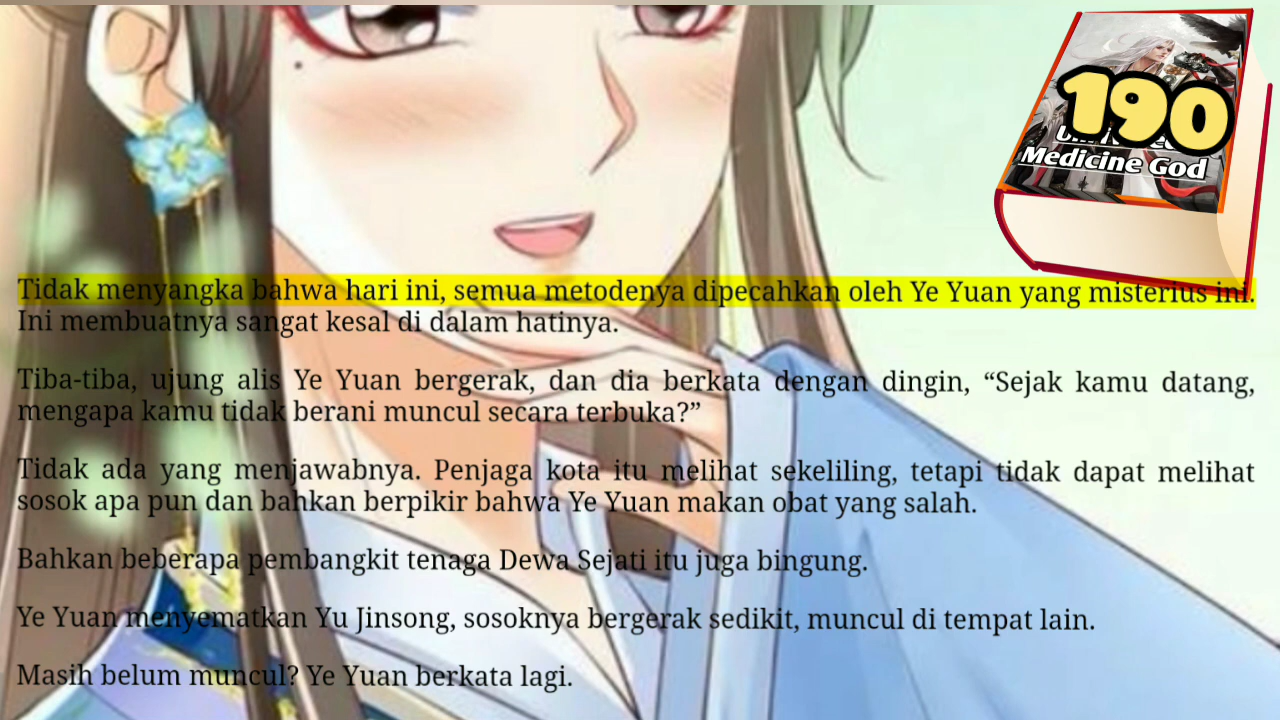 190
Medicine God
Tidak menyangka bahwa hari ini, semua metodenya dipecahkan oleh Ye Yuan yang misterius ini.
Ini membuatnya sangat kesal di dalam hatinya.
Tiba-tiba, ujung alis Ye Yuan bergerak, dan dia berkata dengan dingin, “Sejak kamu datang,
mengapa kamu tidak berani muncul secara terbuka?”
Tidak ada yang menjawabnya. Penjaga kota itu melihat sekeliling, tetapi tidak dapat melihat
sosok apa pun dan bahkan berpikir bahwa Ye Yuan makan obat yang salah.
Bahkan beberapa pembangkit tenaga Dewa Sejati itu juga bingung.
Ye Yuan menyematkan Yu Jinsong, sosoknya bergerak sedikit, muncul di tempat lain.
Masih belum muncul? Ye Yuan berkata lagi.